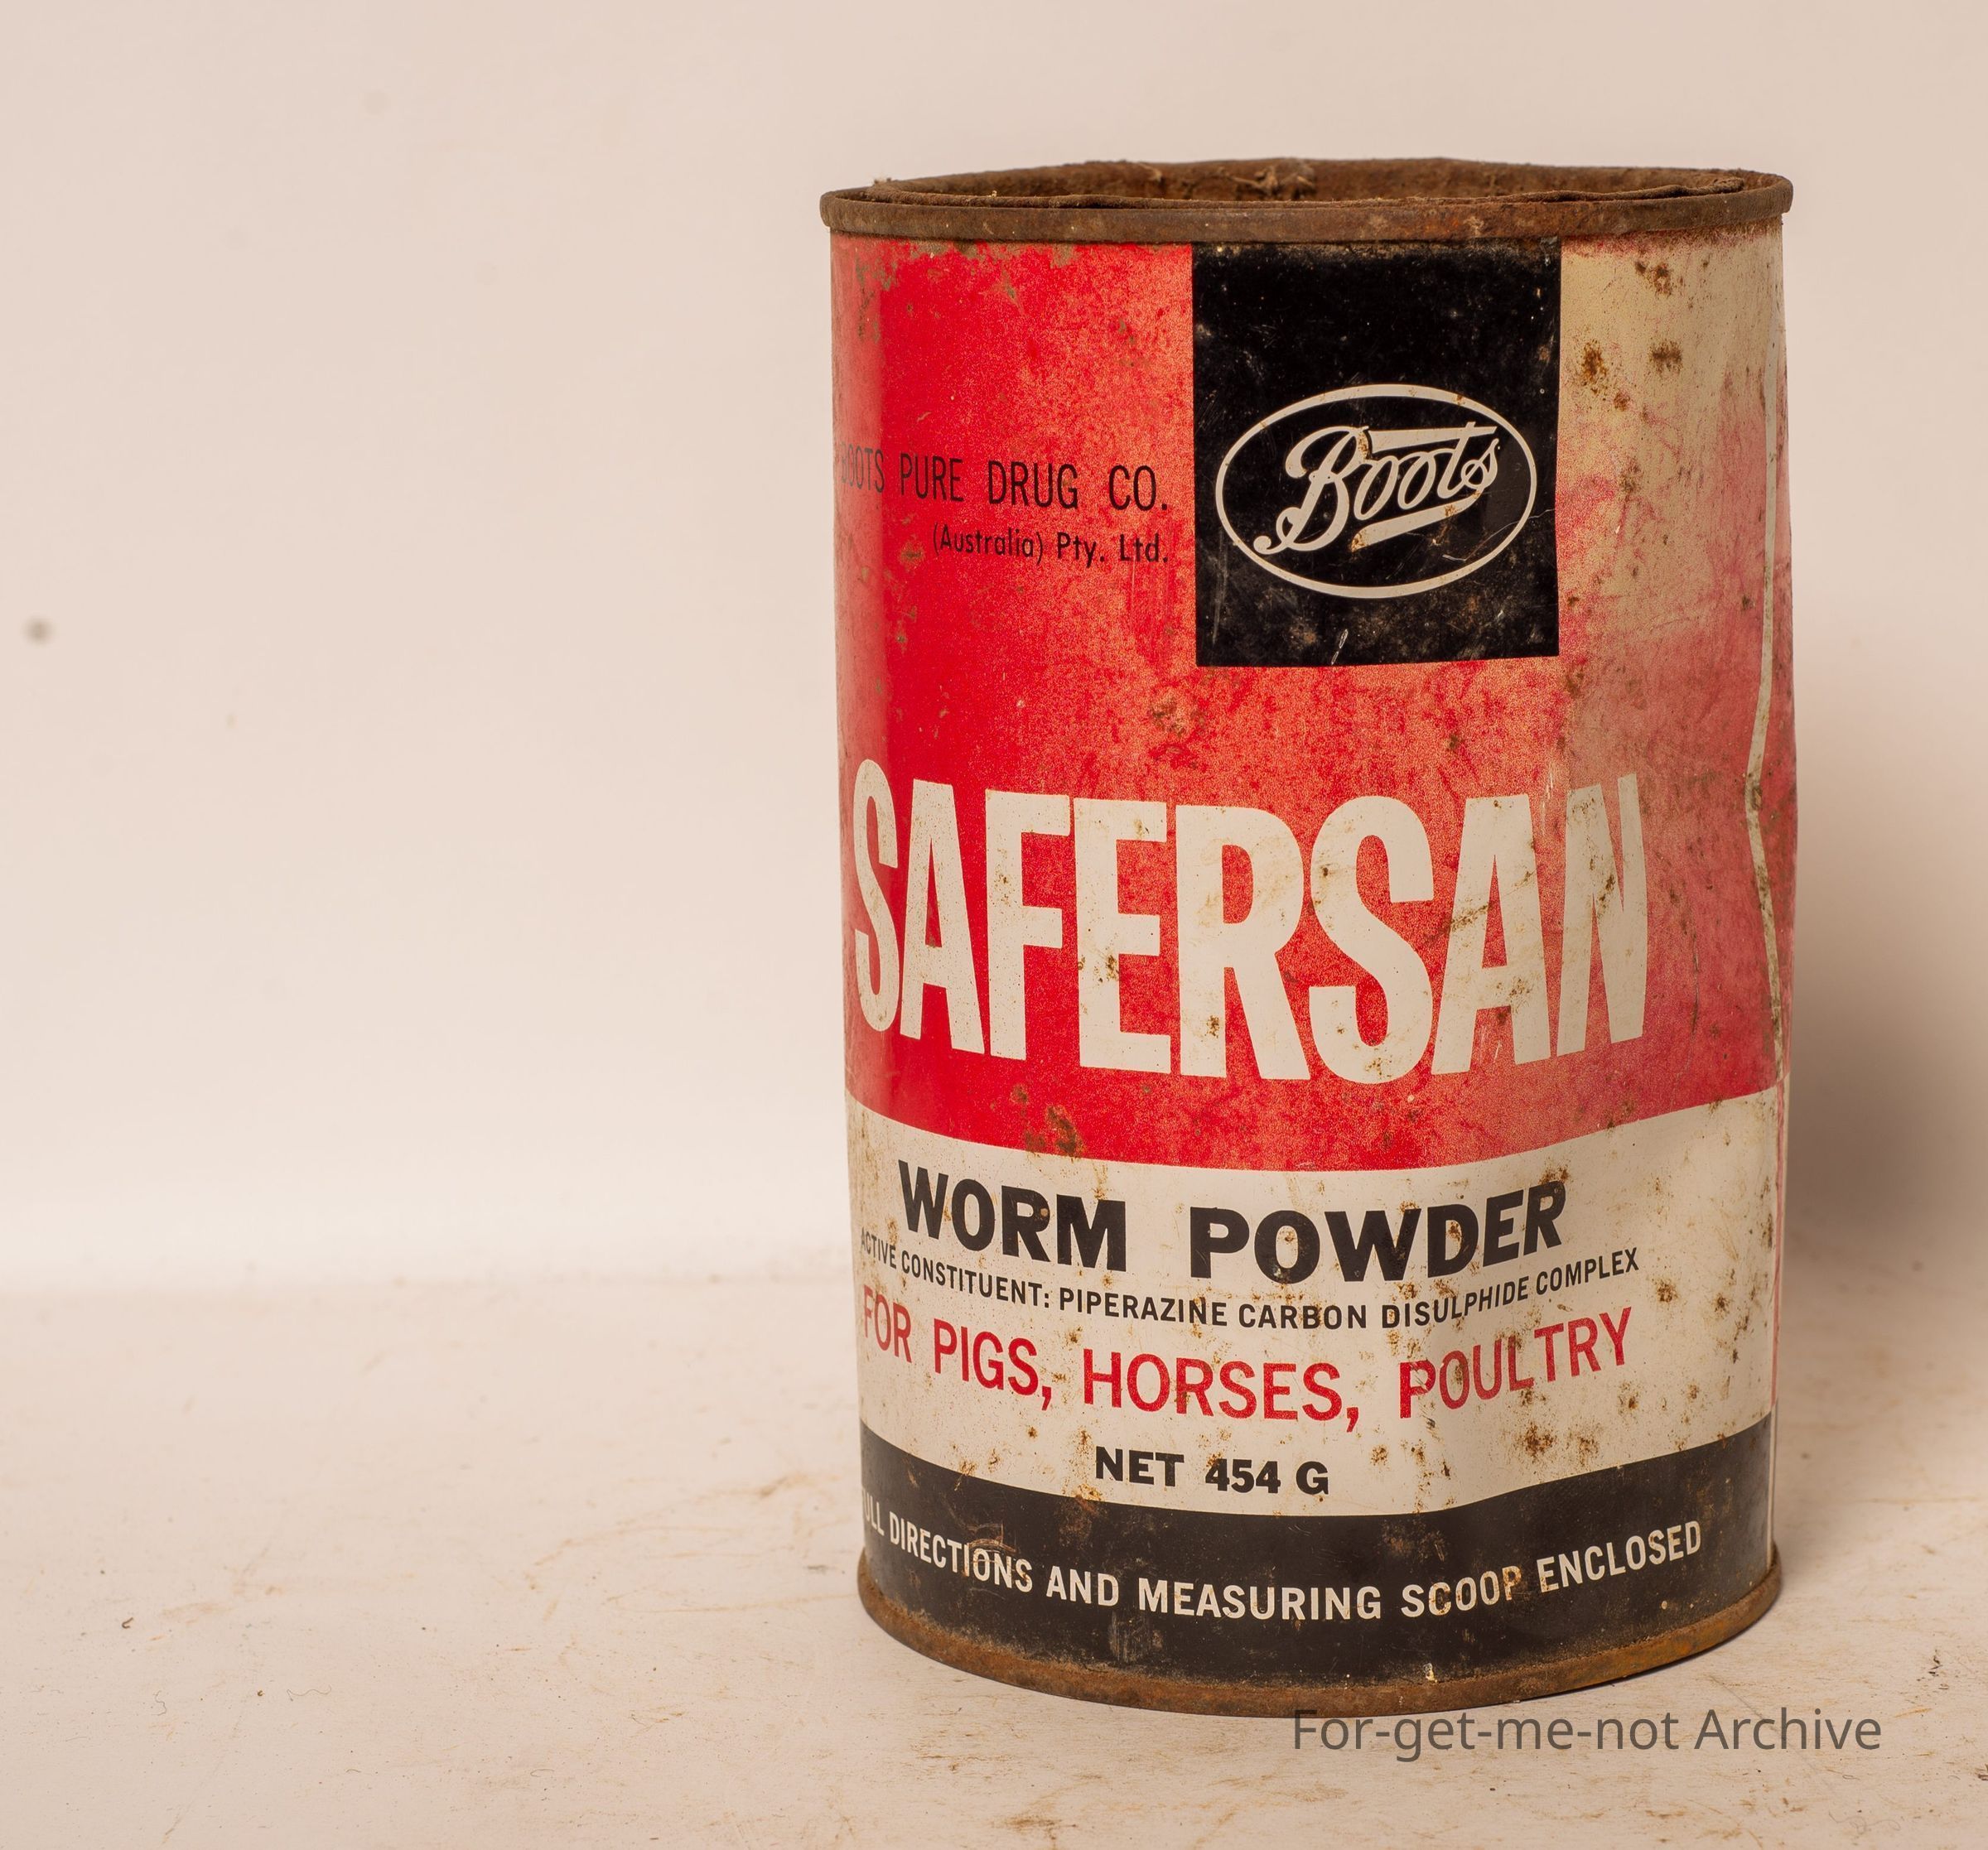 BOOTS PURE DRUG CO.
(Australia) Pty. Ltd.
Boots
SAFERSAN
WORM POWDER
ACTIVE CONSTITUENT: PIPERAZINE CARBON DISULPHIDE COMPLEX
FOR PIGS, HORSES, POULTRY
NET 454 G
FULL DIRECTIONS AND MEASURING SCOOP ENCLOSED
For-get-me-not Archive